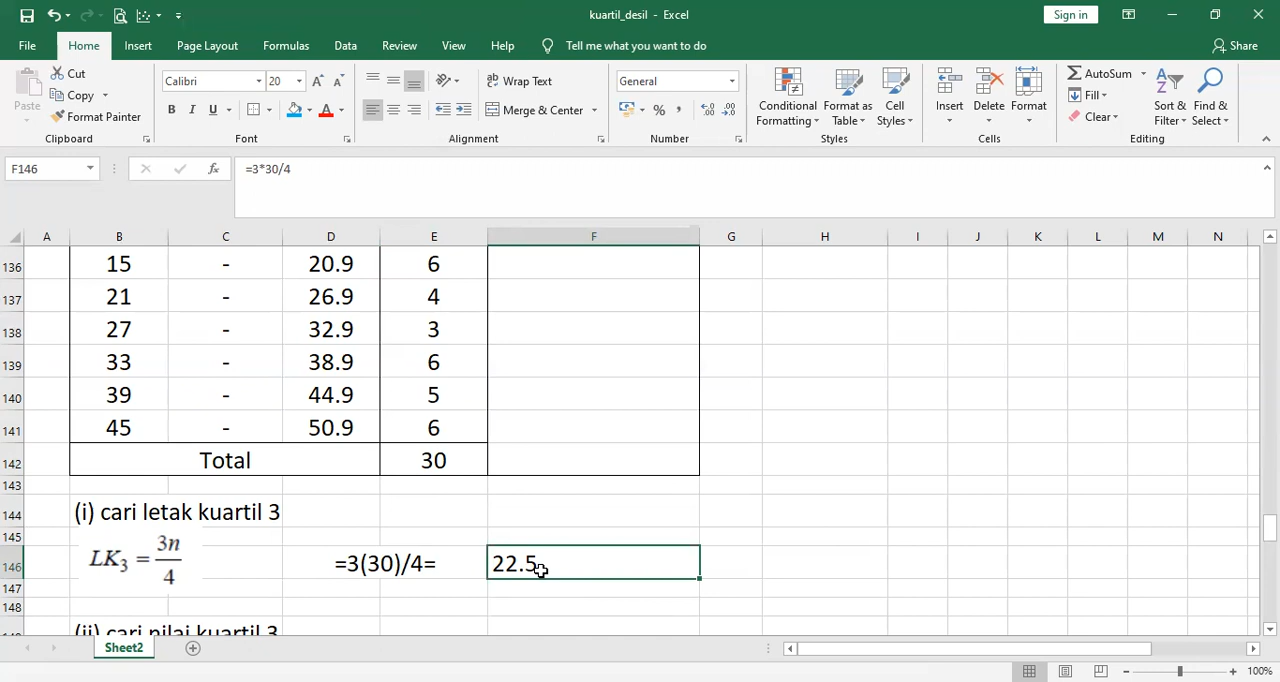 kuartil_desil - Excel
Sign in
File Home Insert Page Layout Formulas Data Review View Help Tell me what you want to do Share
Paste
Cut
Copy
Format Painter
Clipboard
Calibri 20 A A
B I U A
Font
Wrap Text
Merge & Center
Alignment
General
% , .0 .00
Number
Conditional Formatting
Format as Table
Cell Styles
Styles
Insert Delete Format
Cells
AutoSum
Fill
Clear
Sort & Filter
Find & Select
Editing
F146 fx =3*30/4
A B C D E F G H I J K L M N
136 15 - 20.9 6
137 21 - 26.9 4
138 27 - 32.9 3
139 33 - 38.9 6
140 39 - 44.9 5
141 45 - 50.9 6
142 Total 30
143
144 (i) cari letak kuartil 3
145
146 LK3 = 3n/4 =3(30)/4= 22.5
147
148
(ii) cari nilai kuartil 3
Sheet2
100%